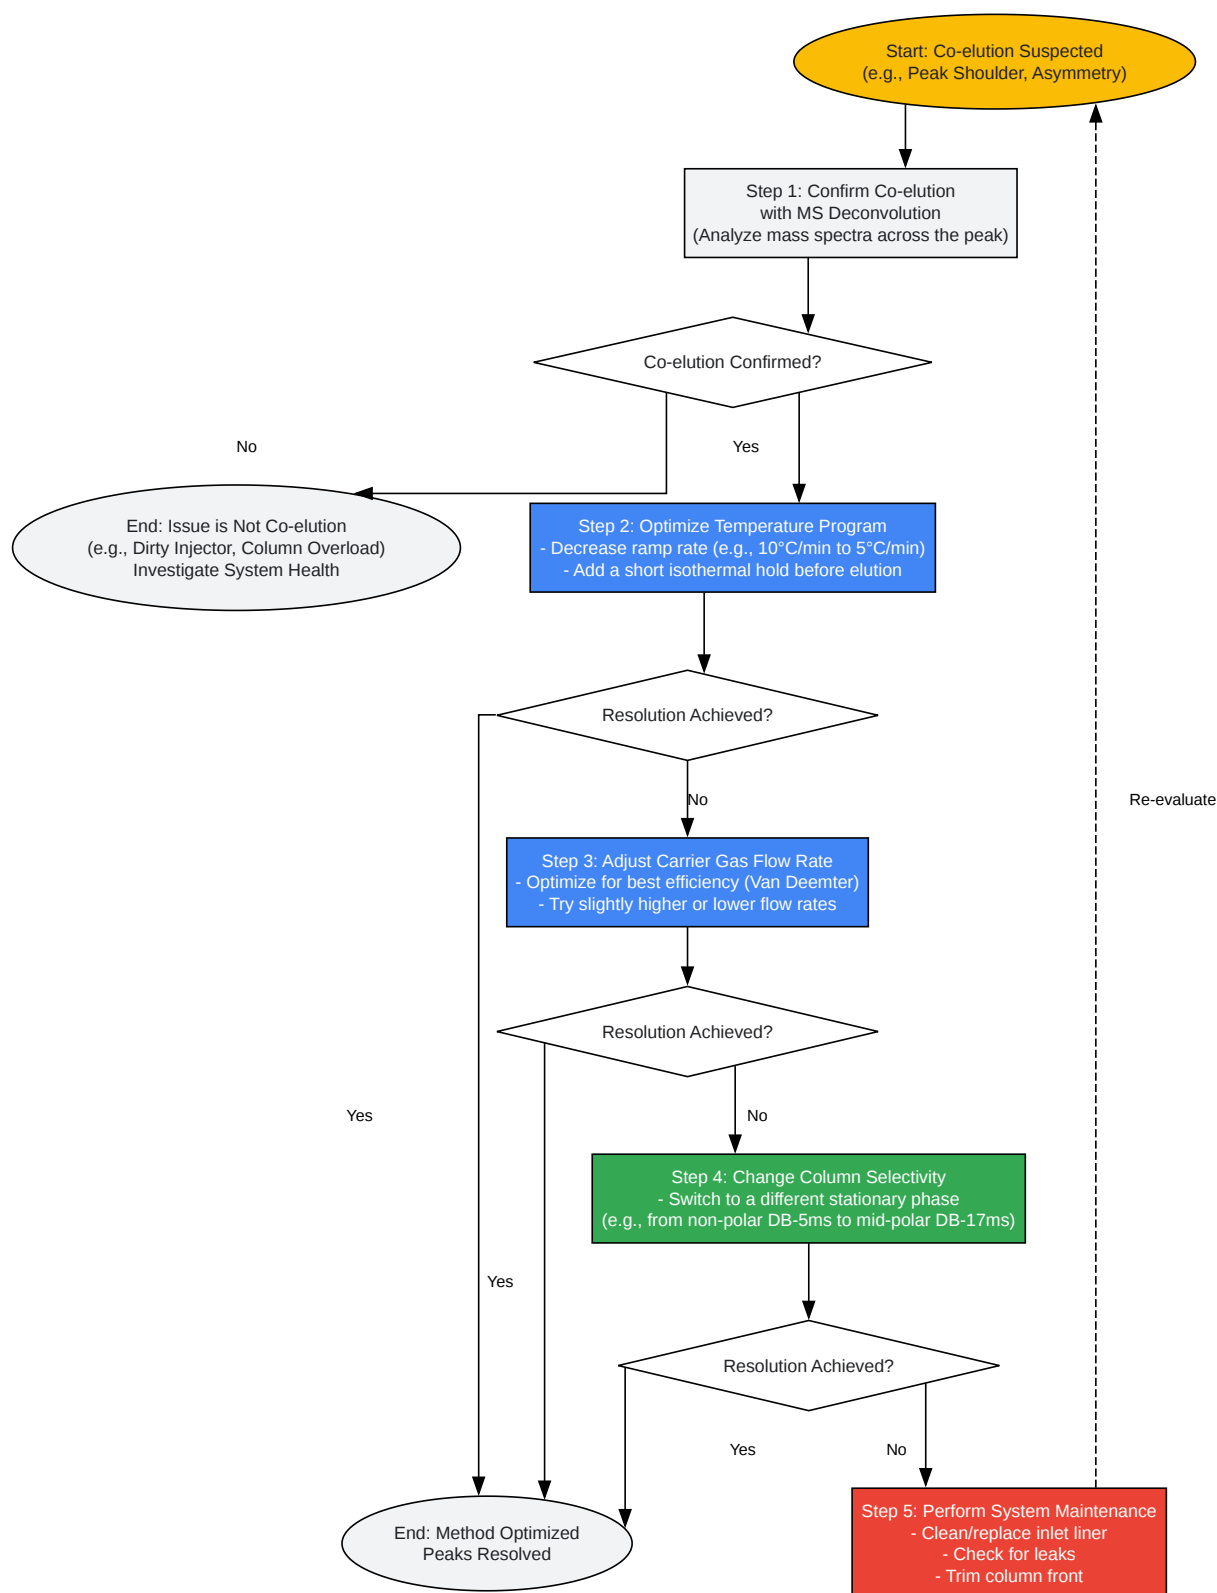 Start: Co-elution Suspected
(e.g., Peak Shoulder, Asymmetry)
Step 1: Confirm Co-elution
with MS Deconvolution
(Analyze mass spectra across the peak)
Co-elution Confirmed?
No
Yes
End: Issue is Not Co-elution
(e.g., Dirty Injector, Column Overload)
Investigate System Health
Step 2: Optimize Temperature Program
- Decrease ramp rate (e.g., 10°C/min to 5°C/min)
- Add a short isothermal hold before elution
Resolution Achieved?
No
Re-evaluate
Step 3: Adjust Carrier Gas Flow Rate
- Optimize for best efficiency (Van Deemter)
- Try slightly higher or lower flow rates
Resolution Achieved?
Yes
No
Step 4: Change Column Selectivity
- Switch to a different stationary phase
(e.g., from non-polar DB-5ms to mid-polar DB-17ms)
Yes
Resolution Achieved?
Yes
No
End: Method Optimized
Peaks Resolved
Step 5: Perform System Maintenance
- Clean/replace inlet liner
- Check for leaks
- Trim column front